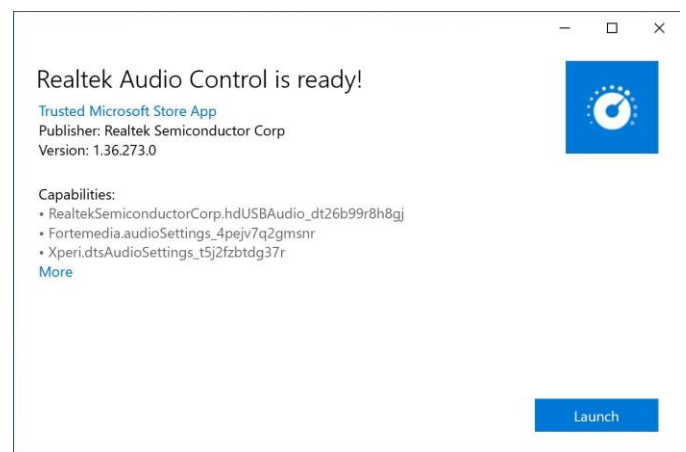 Realtek Audio Control is ready!
Trusted Microsoft Store App
Publisher: Realtek Semiconductor Corp
Version: 1.36.273.0
Capabilities:
• RealtekSemiconductorCorp.hdUSBAudio_dt26b99r8h8gj
• Fortemedia.audioSettings_4pejv7q2gmsnr
• Xperi.dtsAudioSettings_t5j2fzbtdg37r
More
Launch